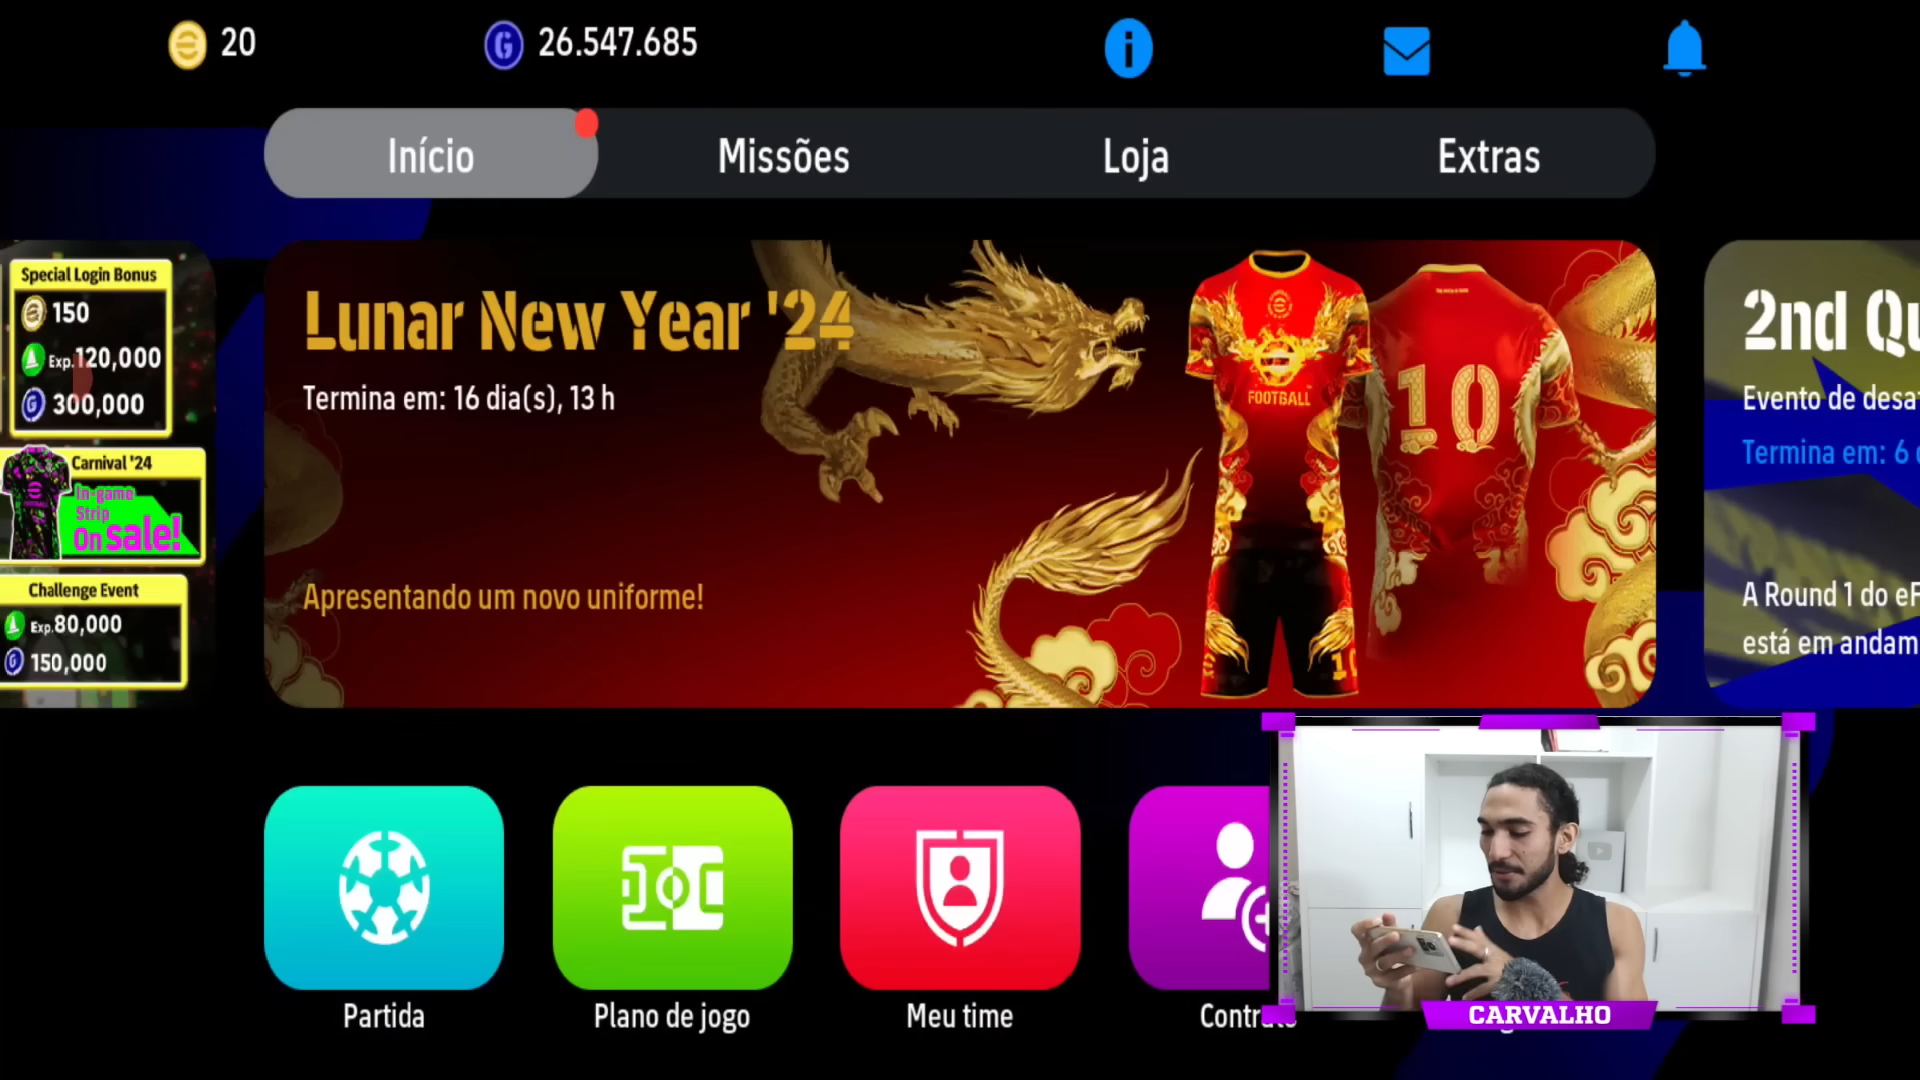 20
26.547.685
Início
Missões
Loja
Extras
Special Login Bonus
150
Exp.120,000
300,000
Carnival '24
In-game
Strip
On sale!
Challenge Event
Exp.80,000
150,000
Lunar New Year '24
Termina em: 16 dia(s), 13 h
Apresentando um novo uniforme!
FOOTBALL
10
10
2nd Qu
Evento de desa
Termina em: 6
A Round 1 do eF
está em andam
Partida
Plano de jogo
Meu time
Contrato
CARVALHO